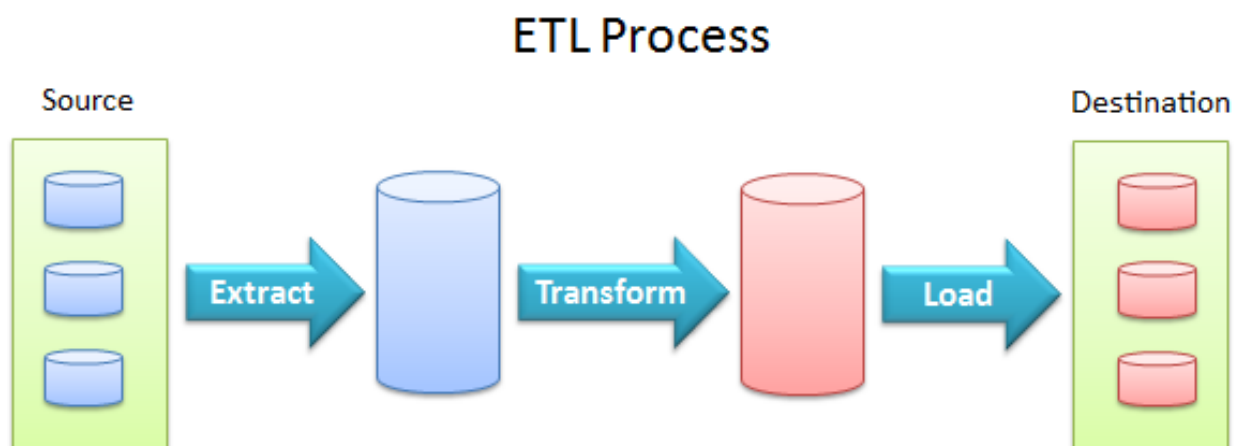 ETL Process
Source
Destination
Extract
Transform
Load